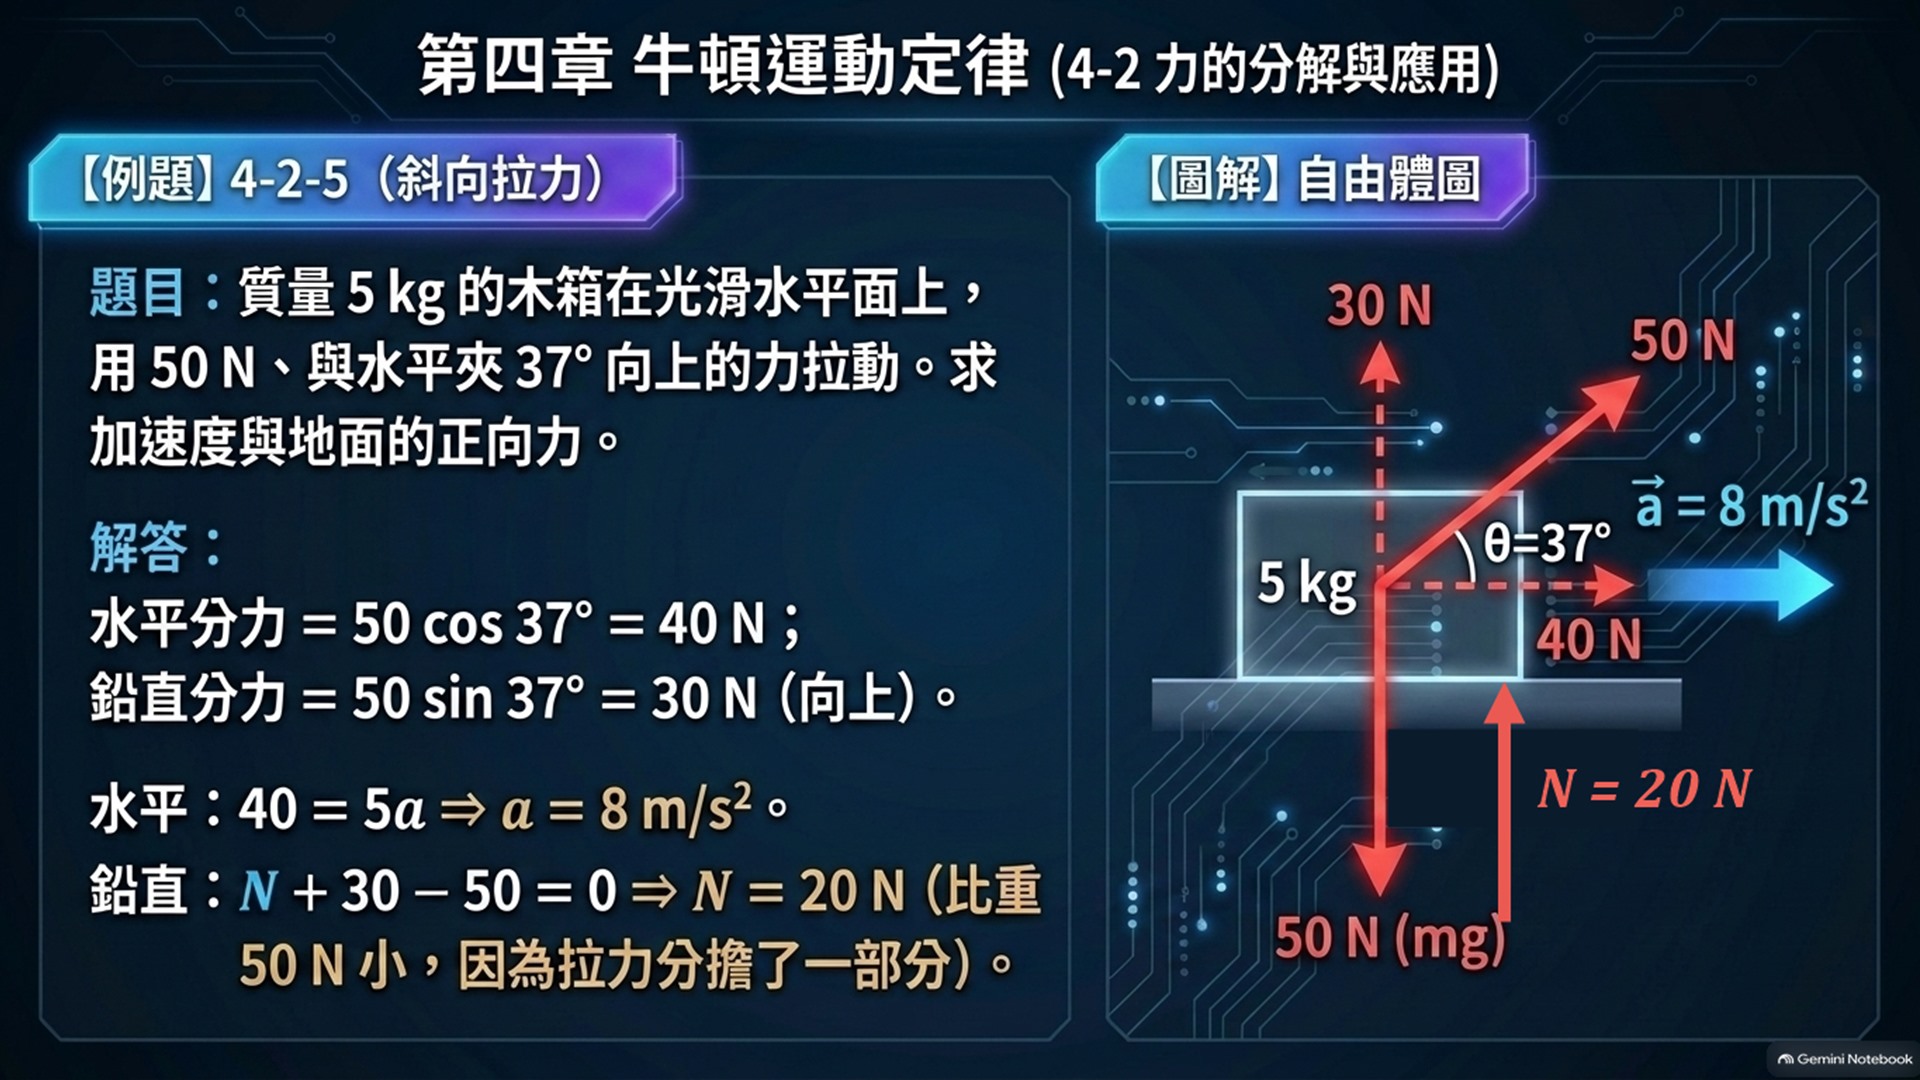 第四章 牛頓運動定律 (4-2 力的分解與應用)
【例題】4-2-5（斜向拉力）
題目：質量 5 kg 的木箱在光滑水平面上，
用 50 N、與水平夾 37° 向上的力拉動。求
加速度與地面的正向力。
解答：
水平分力 = 50 cos 37° = 40 N；
鉛直分力 = 50 sin 37° = 30 N（向上）。
水平：40 = 5a ⇒ a = 8 m/s²。
鉛直：N + 30 − 50 = 0 ⇒ N = 20 N（比重
50 N 小，因為拉力分擔了一部分）。
【圖解】自由體圖
30 N
50 N
a⃗ = 8 m/s²
θ=37°
5 kg
40 N
N = 20 N
50 N (mg)
Gemini Notebook